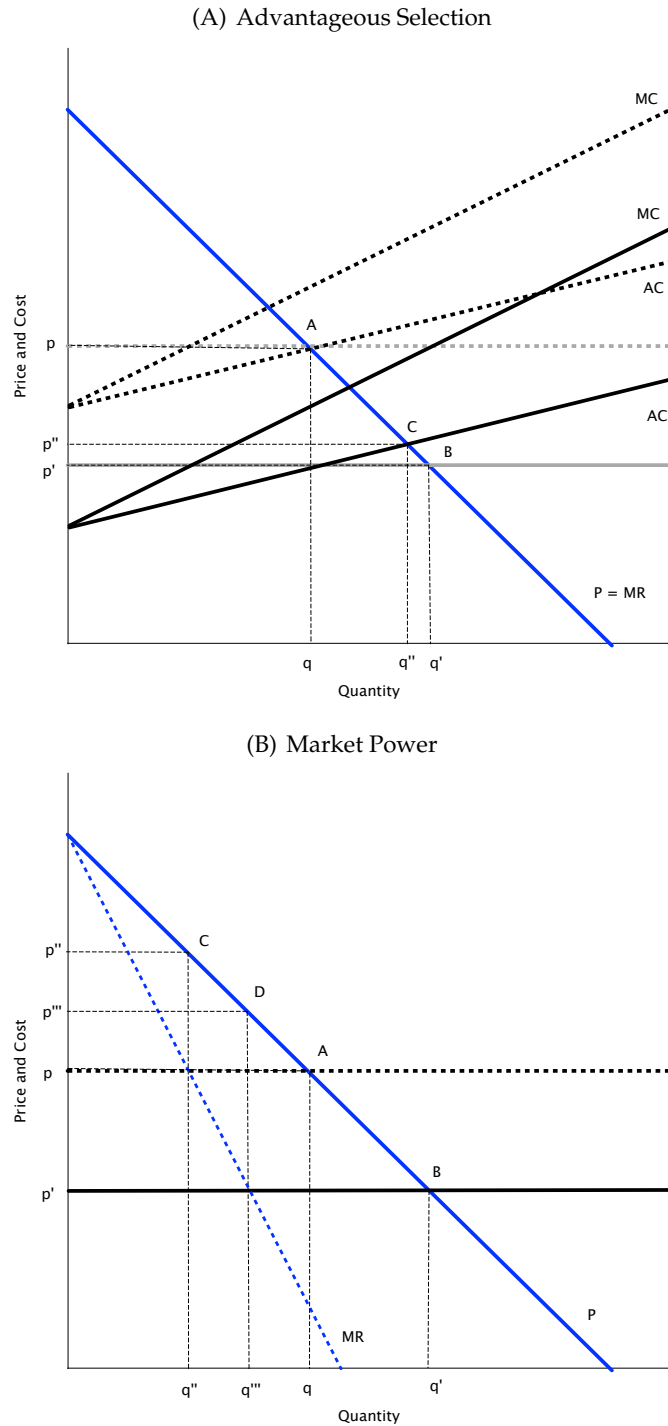 (A) Advantageous Selection
MC
MC
AC
A
p
Price and Cost
C
AC
p"
B
p'
P = MR
q
q"
q'
Quantity
(B) Market Power
p"
C
D
p'"
A
p
Price and Cost
B
p'
P
MR
q"
q'"
q
q'
Quantity